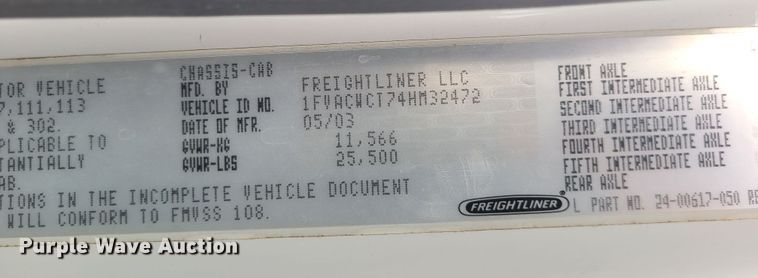 CHASSIS-CAB
TOR VEHICLE MFD. BY FREIGHTLINER LLC
7,111,113 VEHICLE ID NO. 1FVACWCT74HM32472
& 302. DATE OF MFR. 05/03
PLICABLE TO GVWR-KG 11,566
TANTIALLY GVWR-LBS 25,500
AB.
TIONS IN THE INCOMPLETE VEHICLE DOCUMENT
WILL CONFORM TO FMVSS 108.
FRONT AXLE
FIRST INTERMEDIATE AXLE
SECOND INTERMEDIATE AXLE
THIRD INTERMEDIATE AXLE
FOURTH INTERMEDIATE AXLE
FIFTH INTERMEDIATE AXLE
REAR AXLE
FREIGHTLINER® L PART NO. 24-00617-050 RE
Purple Wave Auction